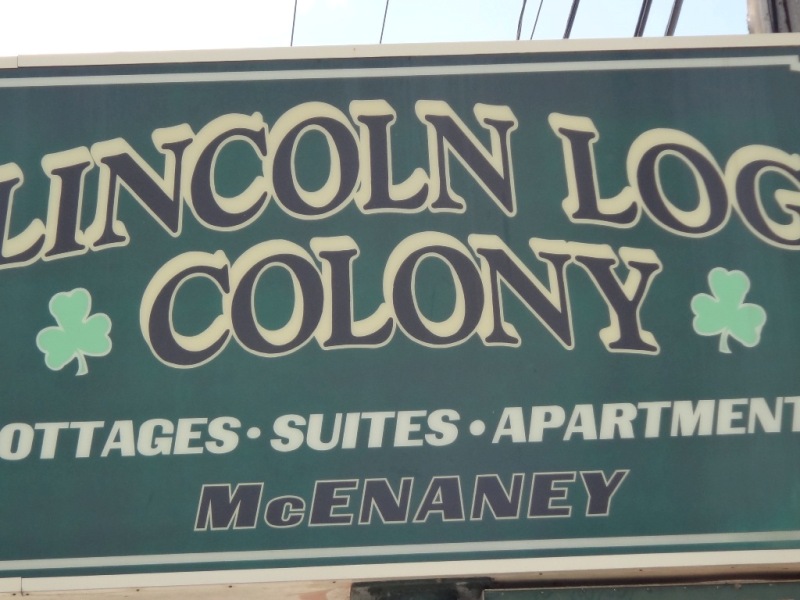 LINCOLN LOG
COLONY
OTTAGES · SUITES · APARTMENT
McENANEY